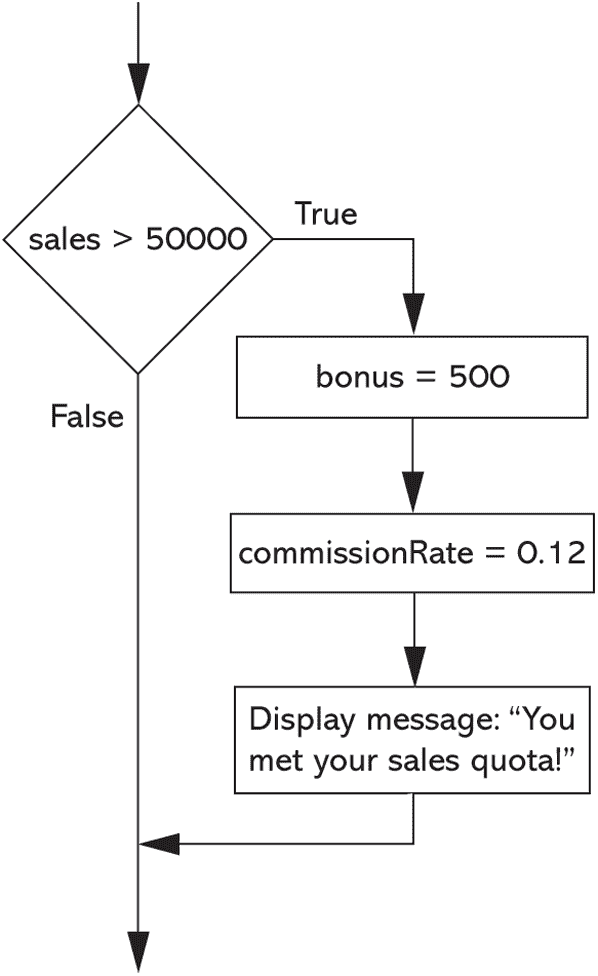 sales > 50000
True
bonus = 500
False
commissionRate = 0.12
Display message: “You
met your sales quota!”